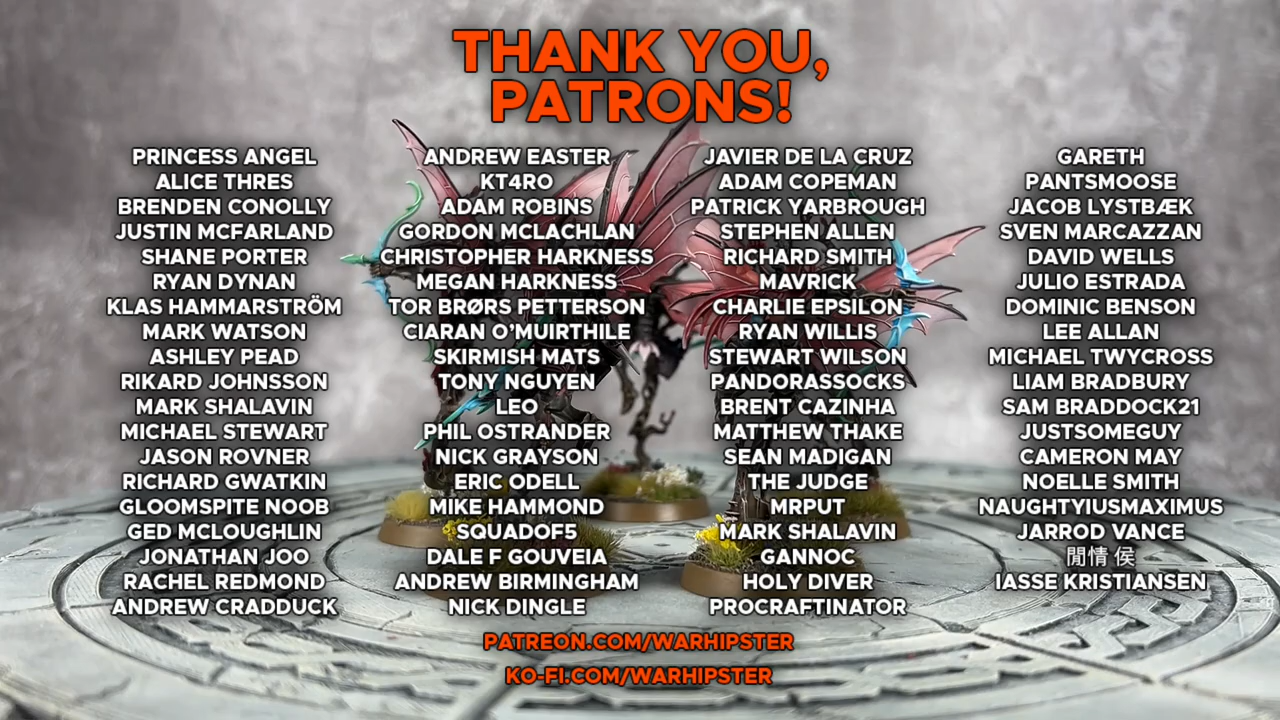 THANK YOU,
PATRONS!
PRINCESS ANGEL
ALICE THRES
BRENDEN CONOLLY
JUSTIN MCFARLAND
SHANE PORTER
RYAN DYNAN
KLAS HAMMARSTRÖM
MARK WATSON
ASHLEY PEAD
RIKARD JOHNSSON
MARK SHALAVIN
MICHAEL STEWART
JASON ROVNER
RICHARD GWATKIN
GLOOMSPITE NOOB
GED MCLOUGHLIN
JONATHAN JOO
RACHEL REDMOND
ANDREW CRADDUCK
ANDREW EASTER
KT4RO
ADAM ROBINS
GORDON MCLACHLAN
CHRISTOPHER HARKNESS
MEGAN HARKNESS
TOR BRØRS PETTERSON
CIARAN O’MUIRTHILE
SKIRMISH MATS
TONY NGUYEN
LEO
PHIL OSTRANDER
NICK GRAYSON
ERIC ODELL
MIKE HAMMOND
SQUADOF5
DALE F GOUVEIA
ANDREW BIRMINGHAM
NICK DINGLE
JAVIER DE LA CRUZ
ADAM COPEMAN
PATRICK YARBROUGH
STEPHEN ALLEN
RICHARD SMITH
MAVRICK
CHARLIE EPSILON
RYAN WILLIS
STEWART WILSON
PANDORASSOCKS
BRENT CAZINHA
MATTHEW THAKE
SEAN MADIGAN
THE JUDGE
MRPUT
MARK SHALAVIN
GANNOC
HOLY DIVER
PROCRAFTINATOR
GARETH
PANTSMOOSE
JACOB LYSTBÆK
SVEN MARCAZZAN
DAVID WELLS
JULIO ESTRADA
DOMINIC BENSON
LEE ALLAN
MICHAEL TWYCROSS
LIAM BRADBURY
SAM BRADDOCK21
JUSTSOMEGUY
CAMERON MAY
NOELLE SMITH
NAUGHTYIUSMAXIMUS
JARROD VANCE
閒情 侯
IASSE KRISTIANSEN
PATREON.COM/WARHIPSTER
KO-FI.COM/WARHIPSTER